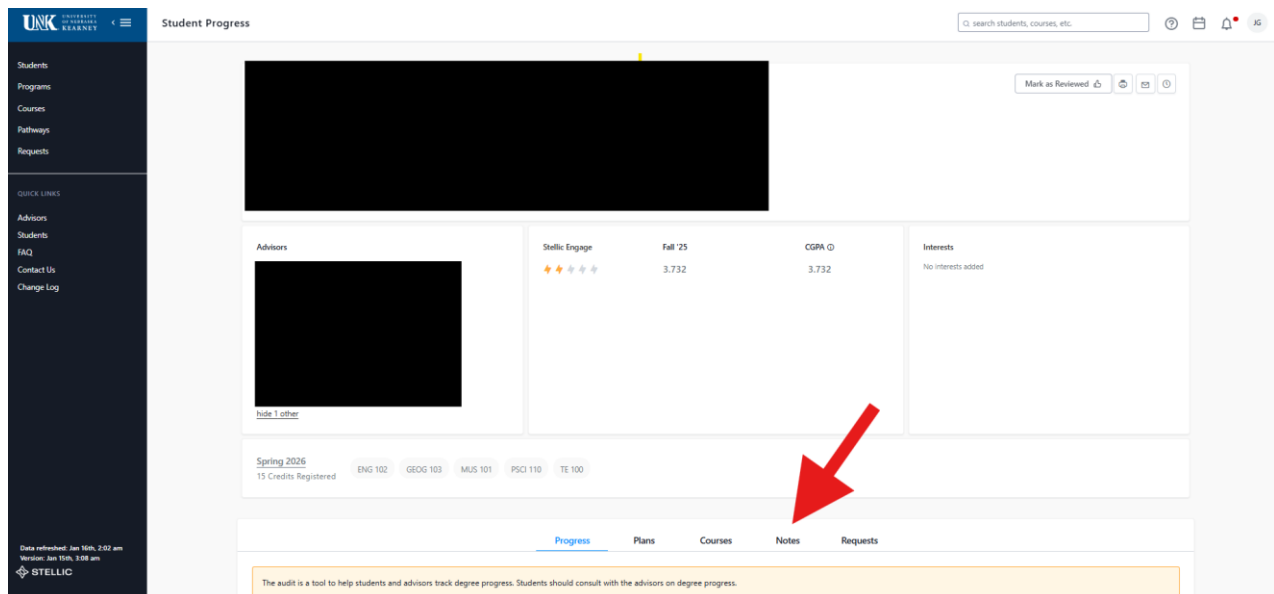 UNK UNIVERSITY OF NEBRASKA KEARNEY
Student Progress
search students, courses, etc.
JG
Students
Programs
Courses
Pathways
Requests
QUICK LINKS
Advisors
Students
FAQ
Contact Us
Change Log
Data refreshed: Jan 16th, 2:02 am
Version: Jan 15th, 3:08 am
STELLIC
Mark as Reviewed
Advisors
hide 1 other
Stellic Engage Fall '25 CGPA
3.732 3.732
Interests
No interests added
Spring 2026
15 Credits Registered
ENG 102 GEOG 103 MUS 101 PSCI 110 TE 100
Progress Plans Courses Notes Requests
The audit is a tool to help students and advisors track degree progress. Students should consult with the advisors on degree progress.